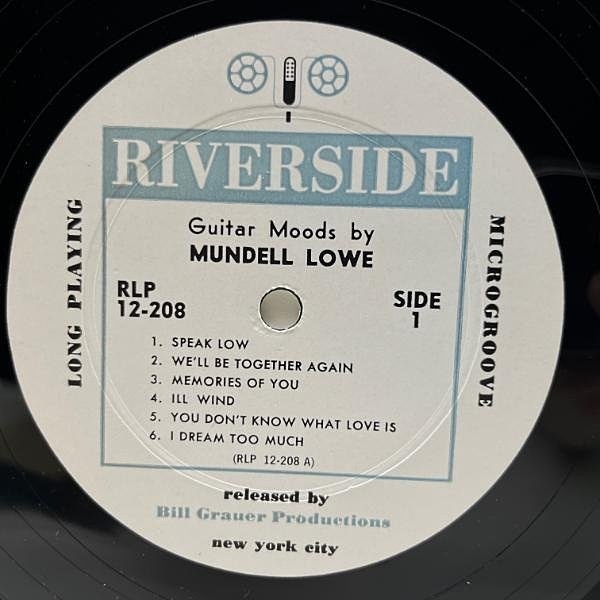 RIVERSIDE
Guitar Moods by
MUNDELL LOWE
RLP
12-208
SIDE
1
LONG PLAYING
MICROGROOVE
1. SPEAK LOW
2. WE'LL BE TOGETHER AGAIN
3. MEMORIES OF YOU
4. ILL WIND
5. YOU DON'T KNOW WHAT LOVE IS
6. I DREAM TOO MUCH
(RLP 12-208 A)
released by
Bill Grauer Productions
new york city